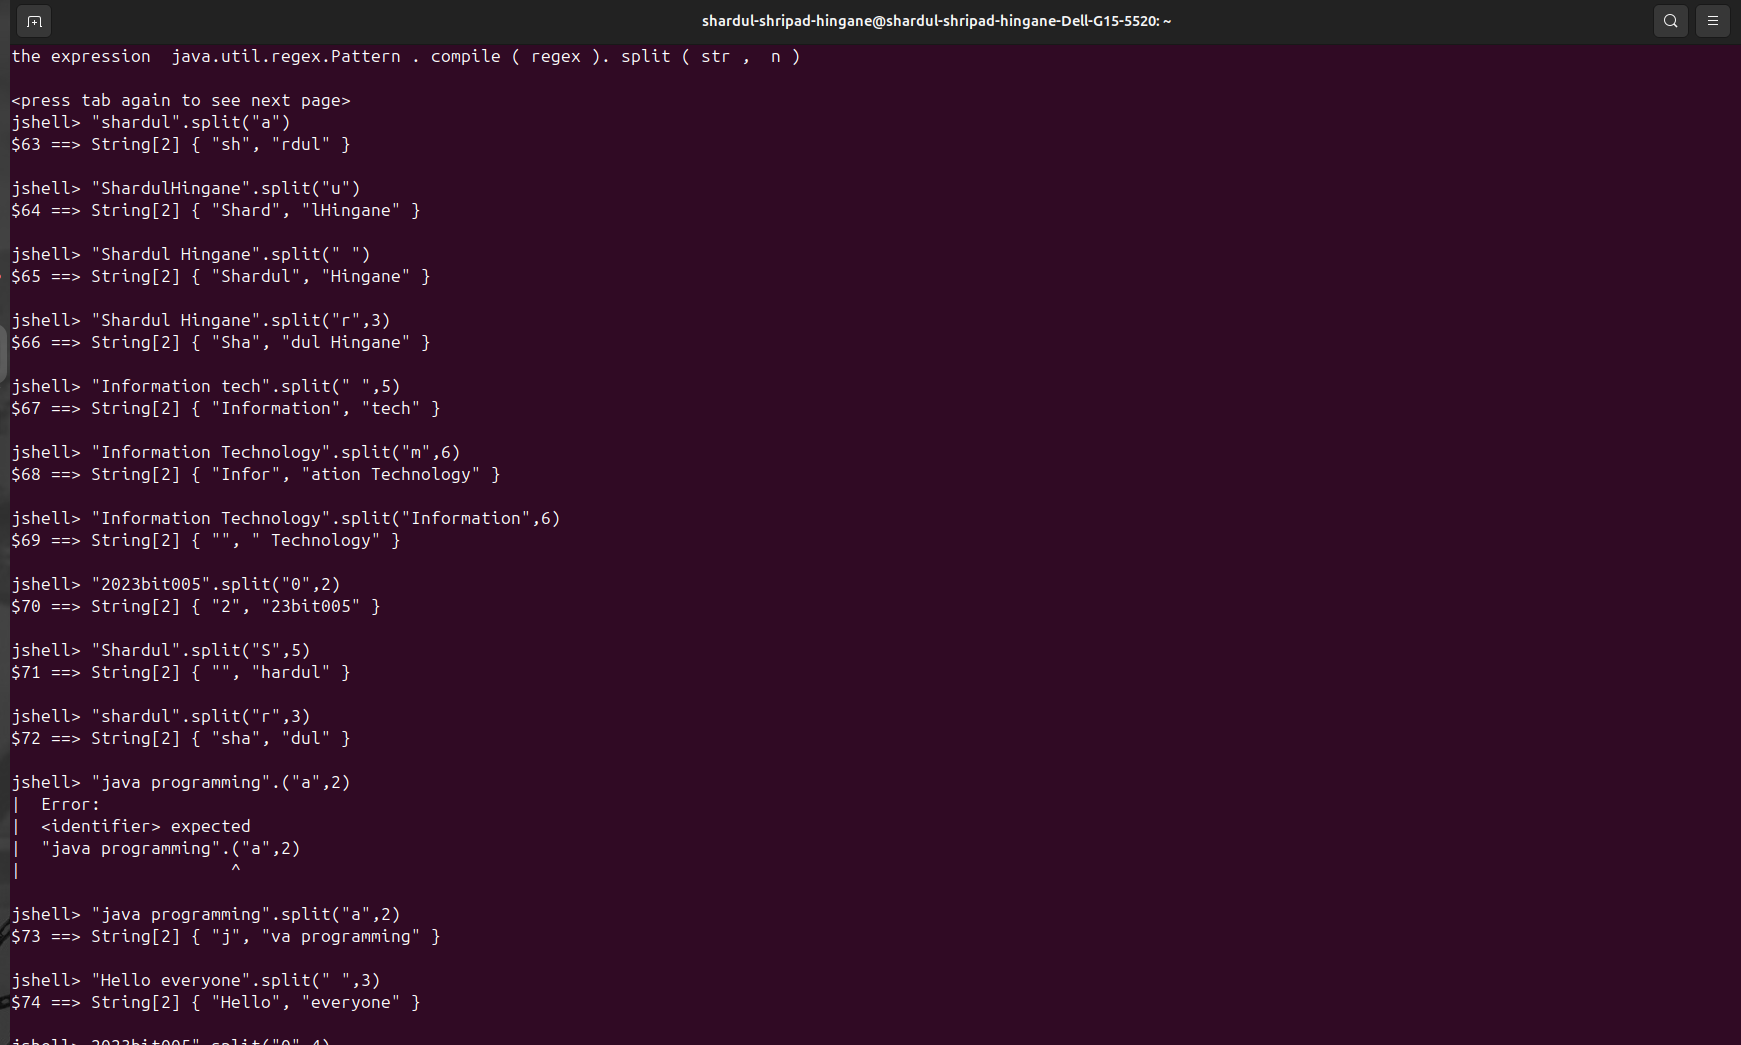 shardul-shripad-hingane@shardul-shripad-hingane-Dell-G15-5520: ~
the expression  java.util.regex.Pattern . compile ( regex ). split ( str ,  n )
<press tab again to see next page>
jshell> "shardul".split("a")
$63 ==> String[2] { "sh", "rdul" }
jshell> "ShardulHingane".split("u")
$64 ==> String[2] { "Shard", "lHingane" }
jshell> "Shardul Hingane".split(" ")
$65 ==> String[2] { "Shardul", "Hingane" }
jshell> "Shardul Hingane".split("r",3)
$66 ==> String[2] { "Sha", "dul Hingane" }
jshell> "Information tech".split(" ",5)
$67 ==> String[2] { "Information", "tech" }
jshell> "Information Technology".split("m",6)
$68 ==> String[2] { "Infor", "ation Technology" }
jshell> "Information Technology".split("Information",6)
$69 ==> String[2] { "", " Technology" }
jshell> "2023bit005".split("0",2)
$70 ==> String[2] { "2", "23bit005" }
jshell> "Shardul".split("S",5)
$71 ==> String[2] { "", "hardul" }
jshell> "shardul".split("r",3)
$72 ==> String[2] { "sha", "dul" }
jshell> "java programming".("a",2)
|  Error:
|  <identifier> expected
|  "java programming".("a",2)
|                     ^
jshell> "java programming".split("a",2)
$73 ==> String[2] { "j", "va programming" }
jshell> "Hello everyone".split(" ",3)
$74 ==> String[2] { "Hello", "everyone" }
jshell> "2023bit005".split("0",4)